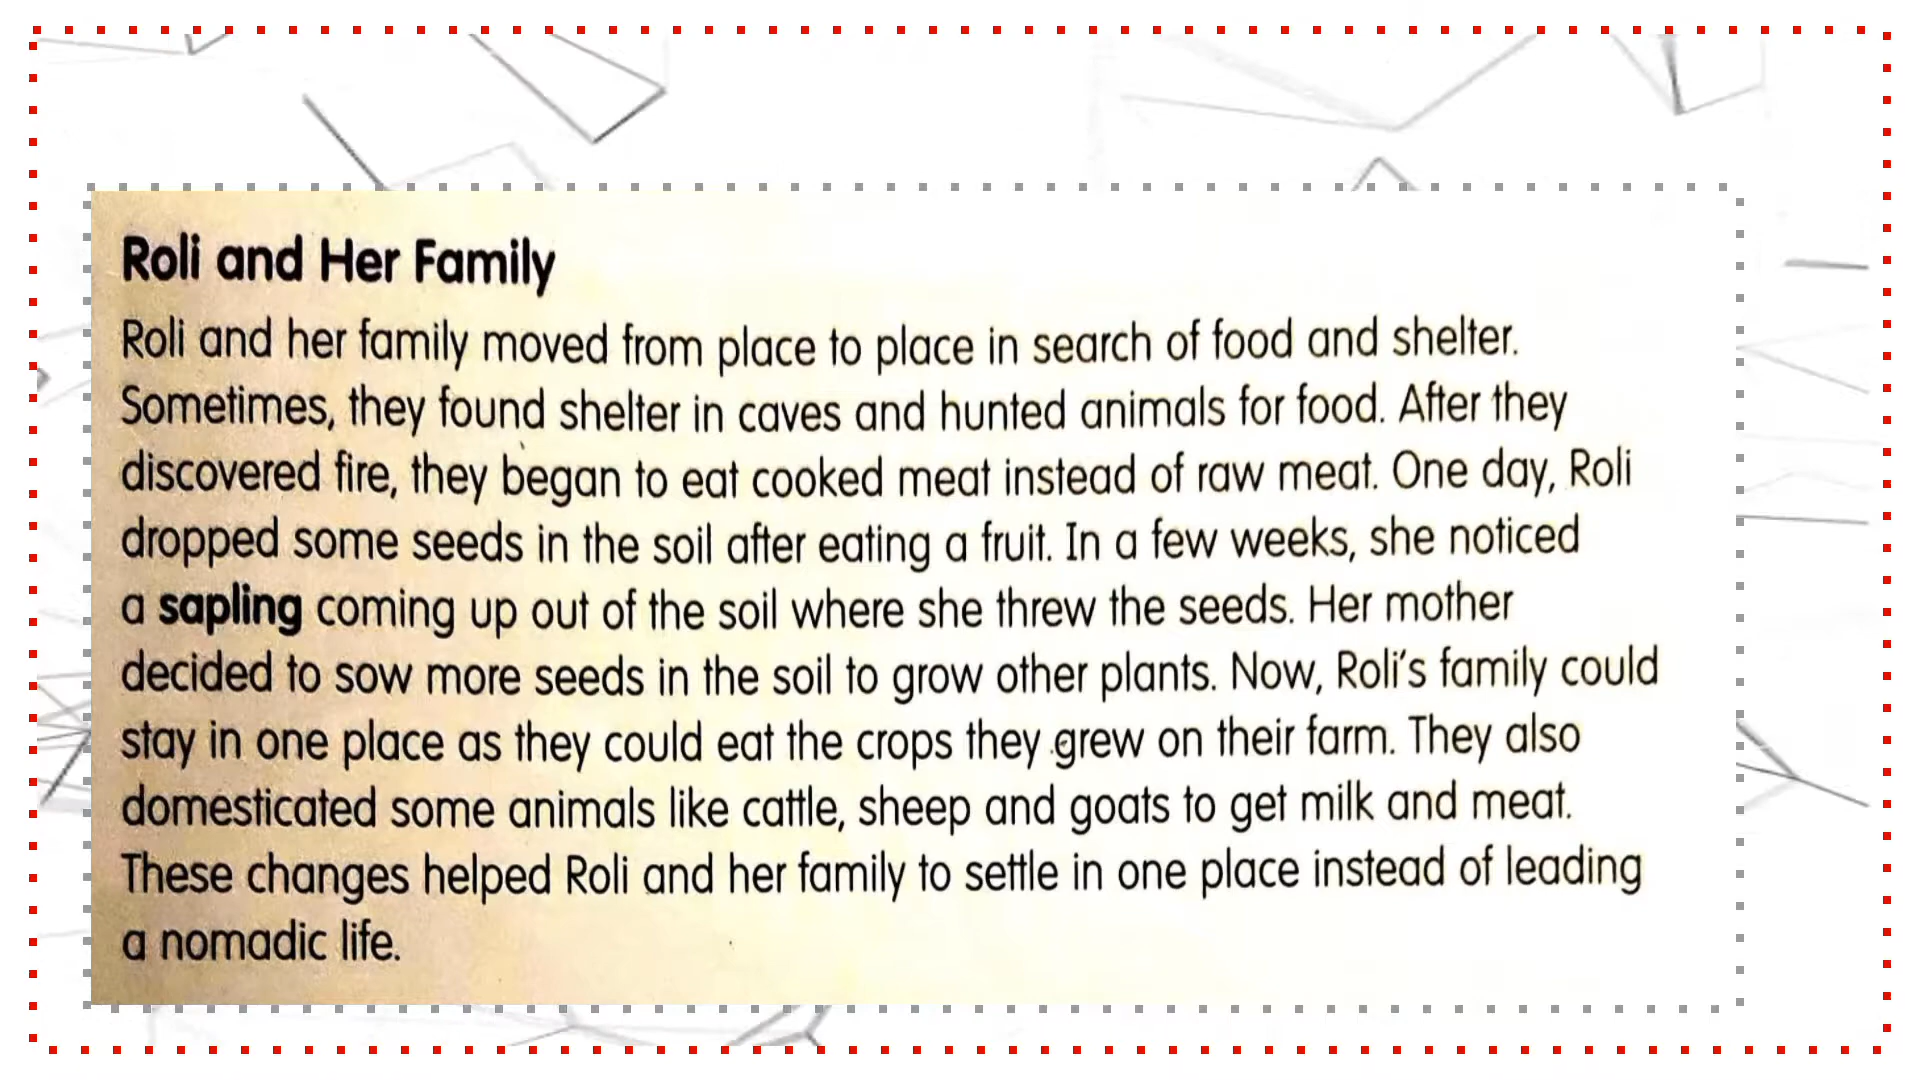 Roli and Her Family
Roli and her family moved from place to place in search of food and shelter.
Sometimes, they found shelter in caves and hunted animals for food. After they
discovered fire, they began to eat cooked meat instead of raw meat. One day, Roli
dropped some seeds in the soil after eating a fruit. In a few weeks, she noticed
a sapling coming up out of the soil where she threw the seeds. Her mother
decided to sow more seeds in the soil to grow other plants. Now, Roli's family could
stay in one place as they could eat the crops they grew on their farm. They also
domesticated some animals like cattle, sheep and goats to get milk and meat.
These changes helped Roli and her family to settle in one place instead of leading
a nomadic life.